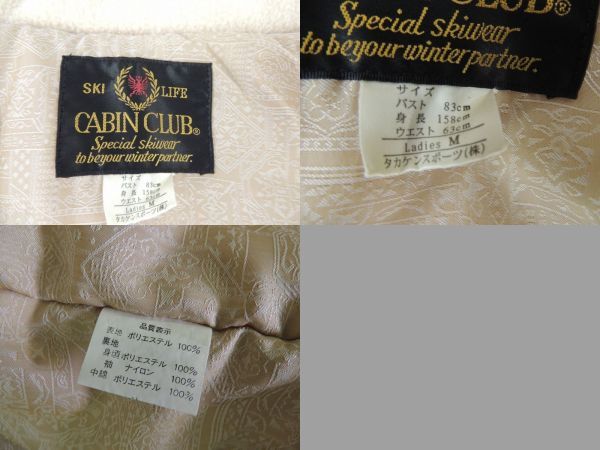 SKI LIFE
CABIN CLUB®
Special skiwear
to be your winter partner.
サイズ
バスト 83cm
身長 158cm
ウエスト 63cm
Ladies M
タカケンスポーツ(株)
CLUB®
Special skiwear
to be your winter partner.
サイズ
バスト 83cm
身長 158cm
ウエスト 63cm
Ladies M
タカケンスポーツ(株)
品質表示
表地 ポリエステル 100%
裏地
身頃 ポリエステル 100%
袖 ナイロン 100%
中綿 ポリエステル 100%